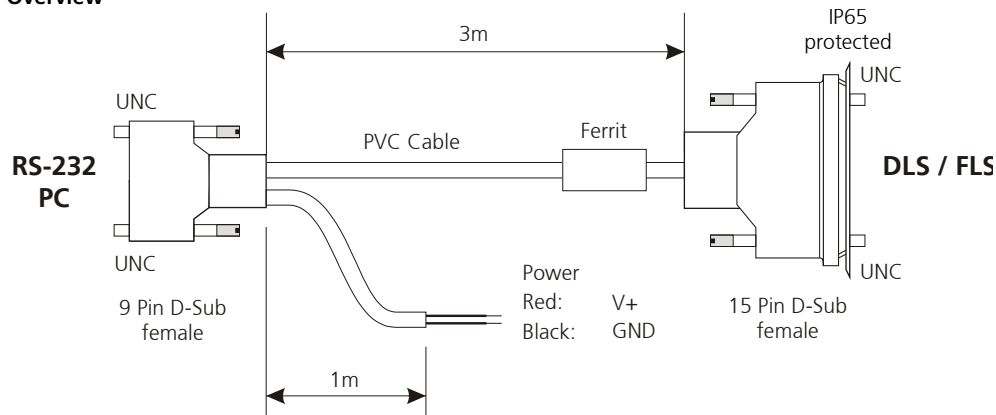 Overview
IP65
protected
3m
UNC
UNC
PVC Cable
Ferrit
RS-232
PC
DLS / FLS
UNC
UNC
9 Pin D-Sub
female
Power
Red: V+
Black: GND
15 Pin D-Sub
female
1m